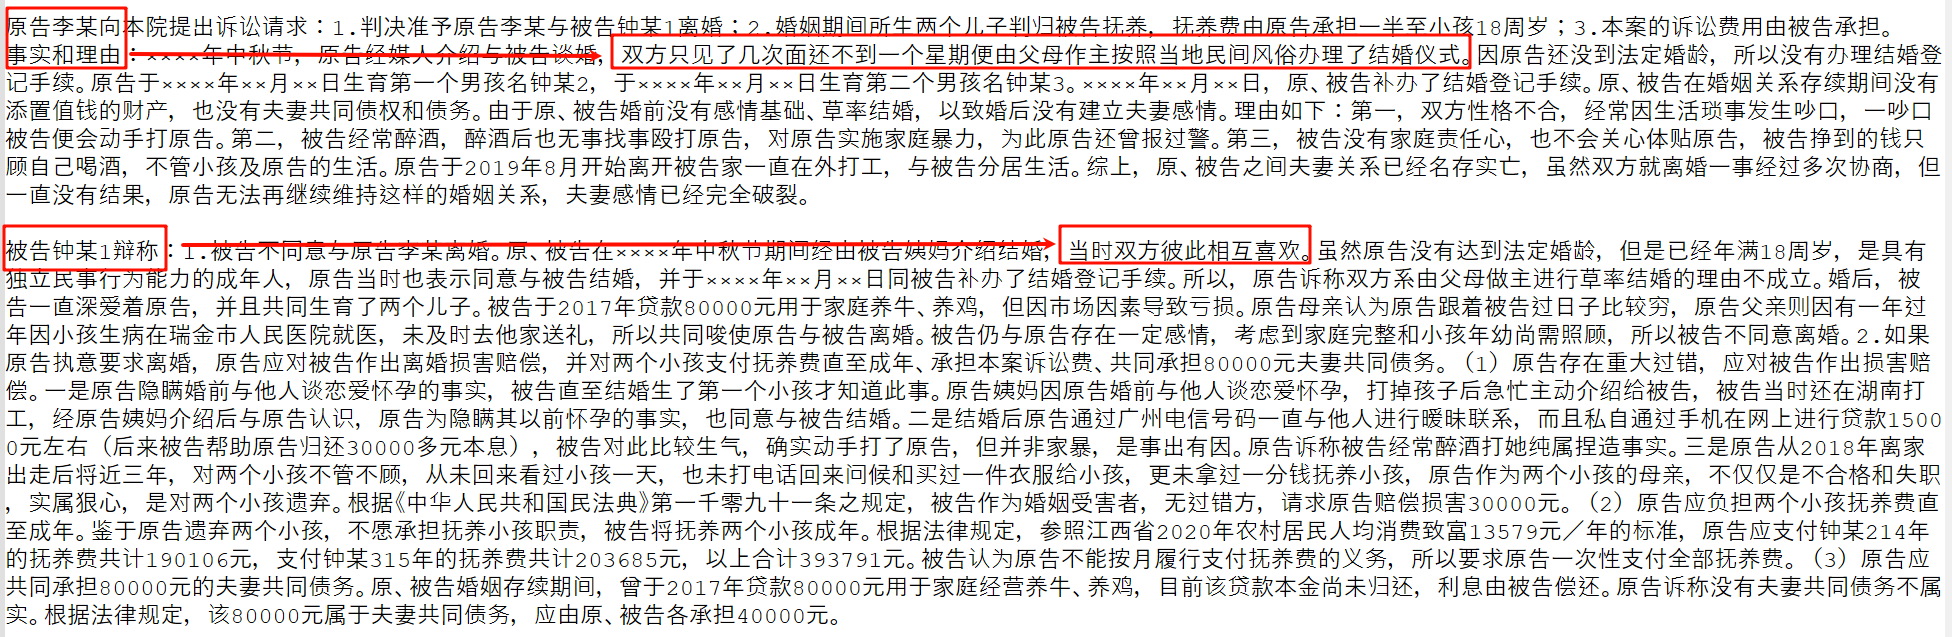 原告李某向本院提出诉讼请求：1.判决准予原告李某与被告钟某1离婚；2.婚姻期间所生两个儿子判归被告抚养，抚养费由原告承担一半至小孩18周岁；3.本案的诉讼费用由被告承担。
事实和理由：××××年中秋节，原告经媒人介绍与被告谈婚，双方只见了几次面还不到一个星期便由父母作主按照当地民间风俗办理了结婚仪式。因原告还没到法定婚龄，所以没有办理结婚登
记手续。原告于××××年××月××日生育第一个男孩名钟某2，于××××年××月××日生育第二个男孩名钟某3。××××年××月××日，原、被告补办了结婚登记手续。原、被告在婚姻关系存续期间没有
添置值钱的财产，也没有夫妻共同债权和债务。由于原、被告婚前没有感情基础、草率结婚，以致婚后没有建立夫妻感情。理由如下：第一，双方性格不合，经常因生活琐事发生吵口，一吵口
被告便会动手打原告。第二，被告经常醉酒，醉酒后也无事找事殴打原告，对原告实施家庭暴力，为此原告还曾报过警。第三，被告没有家庭责任心，也不会关心体贴原告，被告挣到的钱只
顾自己喝酒，不管小孩及原告的生活。原告于2019年8月开始离开被告家一直在外打工，与被告分居生活。综上，原、被告之间夫妻关系已经名存实亡，虽然双方就离婚一事经过多次协商，但
一直没有结果，原告无法再继续维持这样的婚姻关系，夫妻感情已经完全破裂。
被告钟某1辩称：1.被告不同意与原告李某离婚。原、被告在××××年中秋节期间经由被告姨妈介绍结婚，当时双方彼此相互喜欢。虽然原告没有达到法定婚龄，但是已经年满18周岁，是具有
独立民事行为能力的成年人，原告当时也表示同意与被告结婚，并于××××年××月××日同被告补办了结婚登记手续。所以，原告诉称双方系由父母做主进行草率结婚的理由不成立。婚后，被
告一直深爱着原告，并且共同生育了两个儿子。被告于2017年贷款80000元用于家庭养牛、养鸡，但因市场因素导致亏损。原告母亲认为原告跟着被告过日子比较穷，原告父亲则因有一年过
年因小孩生病在瑞金市人民医院就医，未及时去他家送礼，所以共同唆使原告与被告离婚。被告仍与原告存在一定感情，考虑到家庭完整和小孩年幼尚需照顾，所以被告不同意离婚。2.如果
原告执意要求离婚，原告应对被告作出离婚损害赔偿，并对两个小孩支付抚养费直至成年、承担本案诉讼费、共同承担80000元夫妻共同债务。（1）原告存在重大过错，应对被告作出损害赔
偿。一是原告隐瞒婚前与他人谈恋爱怀孕的事实，被告直至结婚生了第一个小孩才知道此事。原告姨妈因原告婚前与他人谈恋爱怀孕，打掉孩子后急忙主动介绍给被告，被告当时还在湖南打
工，经原告姨妈介绍后与原告认识，原告为隐瞒其以前怀孕的事实，也同意与被告结婚。二是结婚后原告通过广州电信号码一直与他人进行暧昧联系，而且私自通过手机在网上进行贷款1500
0元左右（后来被告帮助原告归还30000多元本息），被告对此比较生气，确实动手打了原告，但并非家暴，是事出有因。原告诉称被告经常醉酒打她纯属捏造事实。三是原告从2018年离家
出走后将近三年，对两个小孩不管不顾，从未回来看过小孩一天，也未打电话回来问候和买过一件衣服给小孩，更未拿过一分钱抚养小孩，原告作为两个小孩的母亲，不仅仅是不合格和失职
，实属狠心，是对两个小孩遗弃。根据《中华人民共和国民法典》第一千零九十一条之规定，被告作为婚姻受害者，无过错方，请求原告赔偿损害30000元。（2）原告应负担两个小孩抚养费直
至成年。鉴于原告遗弃两个小孩，不愿承担抚养小孩职责，被告将抚养两个小孩成年。根据法律规定，参照江西省2020年农村居民人均消费致富13579元／年的标准，原告应支付钟某214年
的抚养费共计190106元，支付钟某315年的抚养费共计203685元，以上合计393791元。被告认为原告不能按月履行支付抚养费的义务，所以要求原告一次性支付全部抚养费。（3）原告应
共同承担80000元的夫妻共同债务。原、被告婚姻存续期间，曾于2017年贷款80000元用于家庭经营养牛、养鸡，目前该贷款本金尚未归还，利息由被告偿还。原告诉称没有夫妻共同债务不属
实。根据法律规定，该80000元属于夫妻共同债务，应由原、被告各承担40000元。